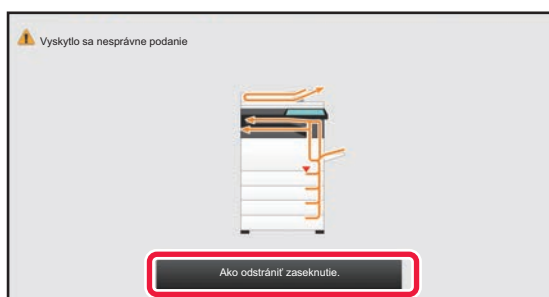 Vyskytlo sa nesprávne podanie
Ako odstrániť zaseknutie.